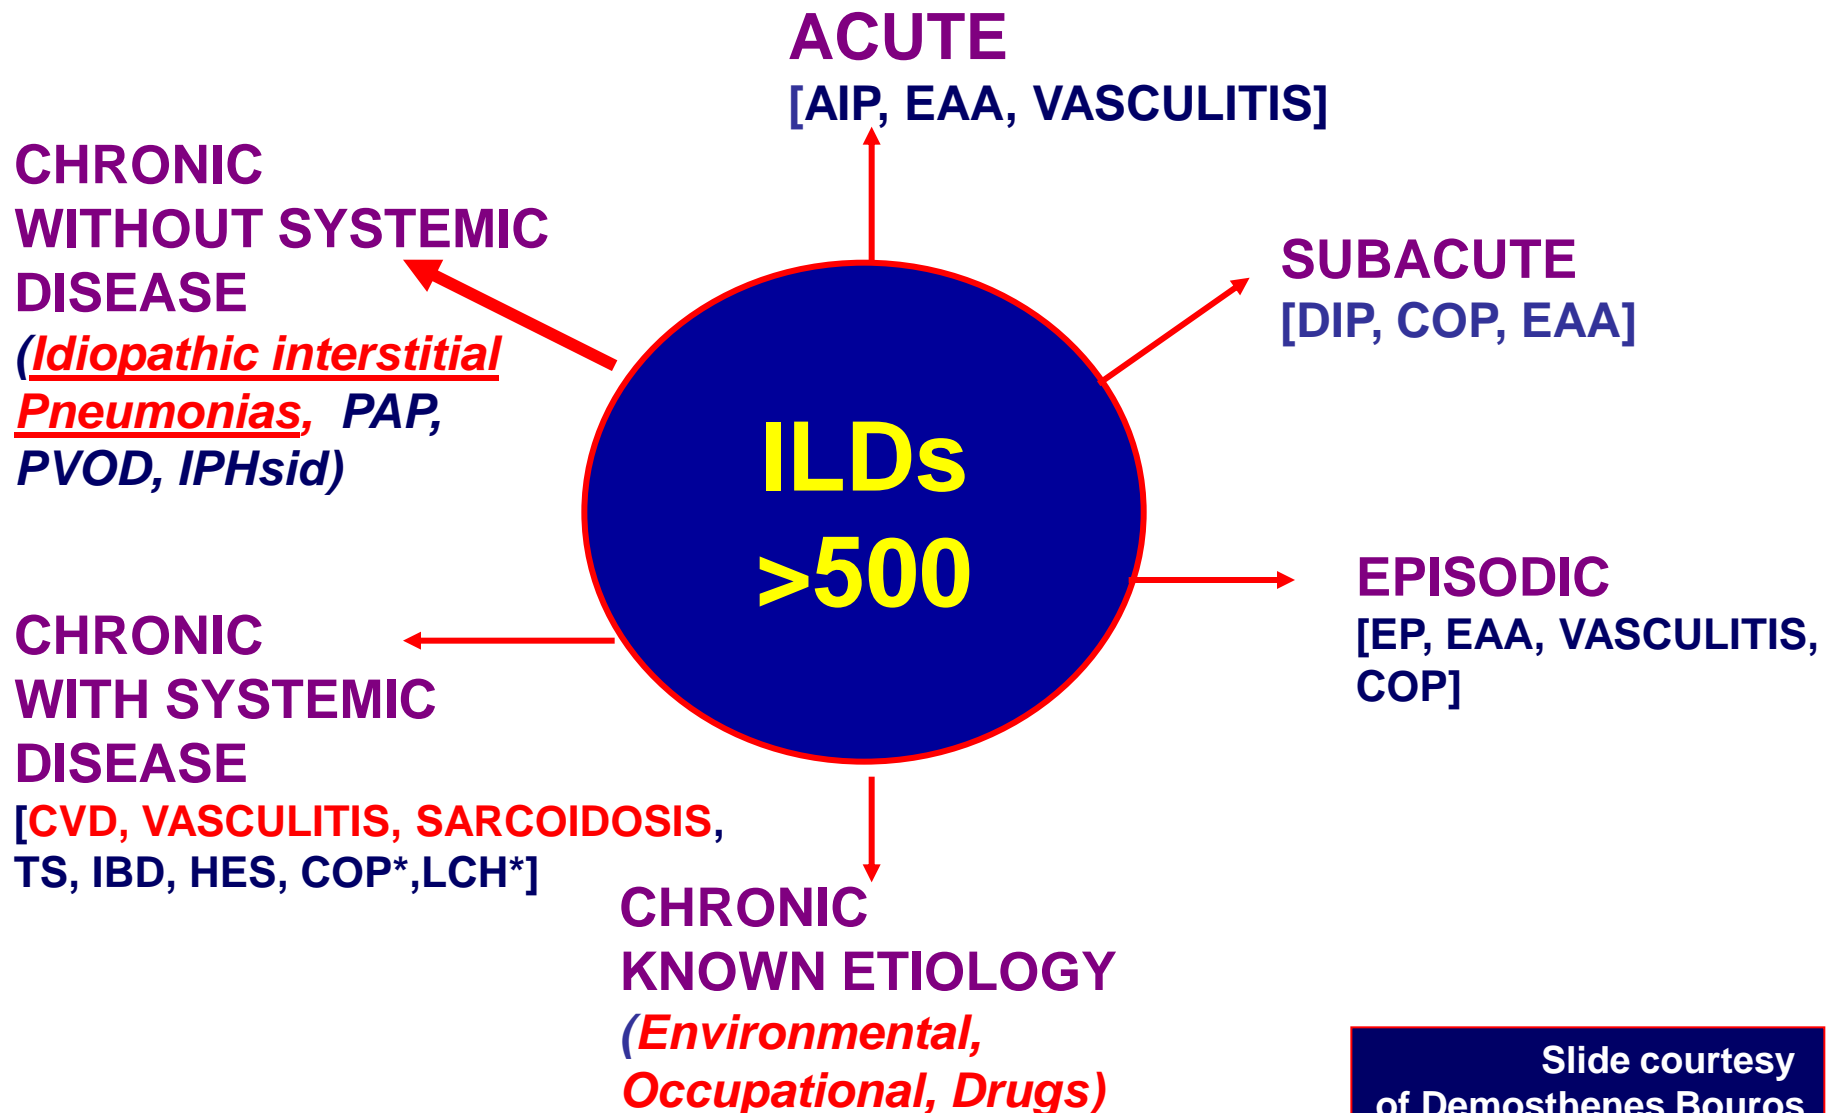 ACUTE
[AIP, EAA, VASCULITIS]
CHRONIC
WITHOUT SYSTEMIC
DISEASE
(Idiopathic interstitial
Pneumonias, PAP,
PVOD, IPHsid)
SUBACUTE
[DIP, COP, EAA]
ILDs
>500
EPISODIC
[EP, EAA, VASCULITIS,
COP]
CHRONIC
WITH SYSTEMIC
DISEASE
[CVD, VASCULITIS, SARCOIDOSIS,
TS, IBD, HES, COP*,LCH*]
CHRONIC
KNOWN ETIOLOGY
(Environmental,
Occupational, Drugs)
Slide courtesy
of Demosthenes Bouros